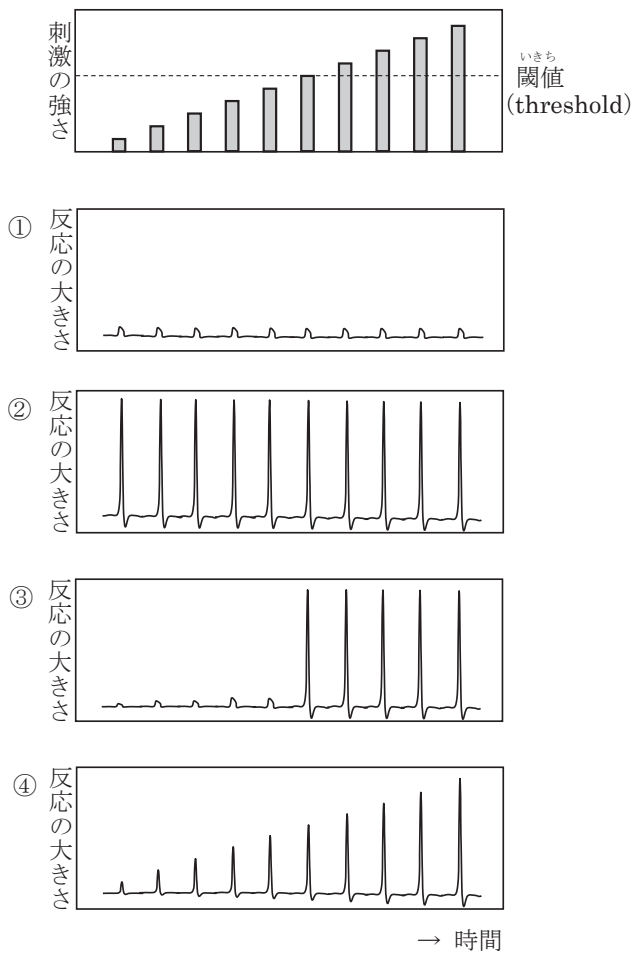 刺激の強さ
いきち
閾値
(threshold)
① 反応の大きさ
② 反応の大きさ
③ 反応の大きさ
④ 反応の大きさ
→ 時間